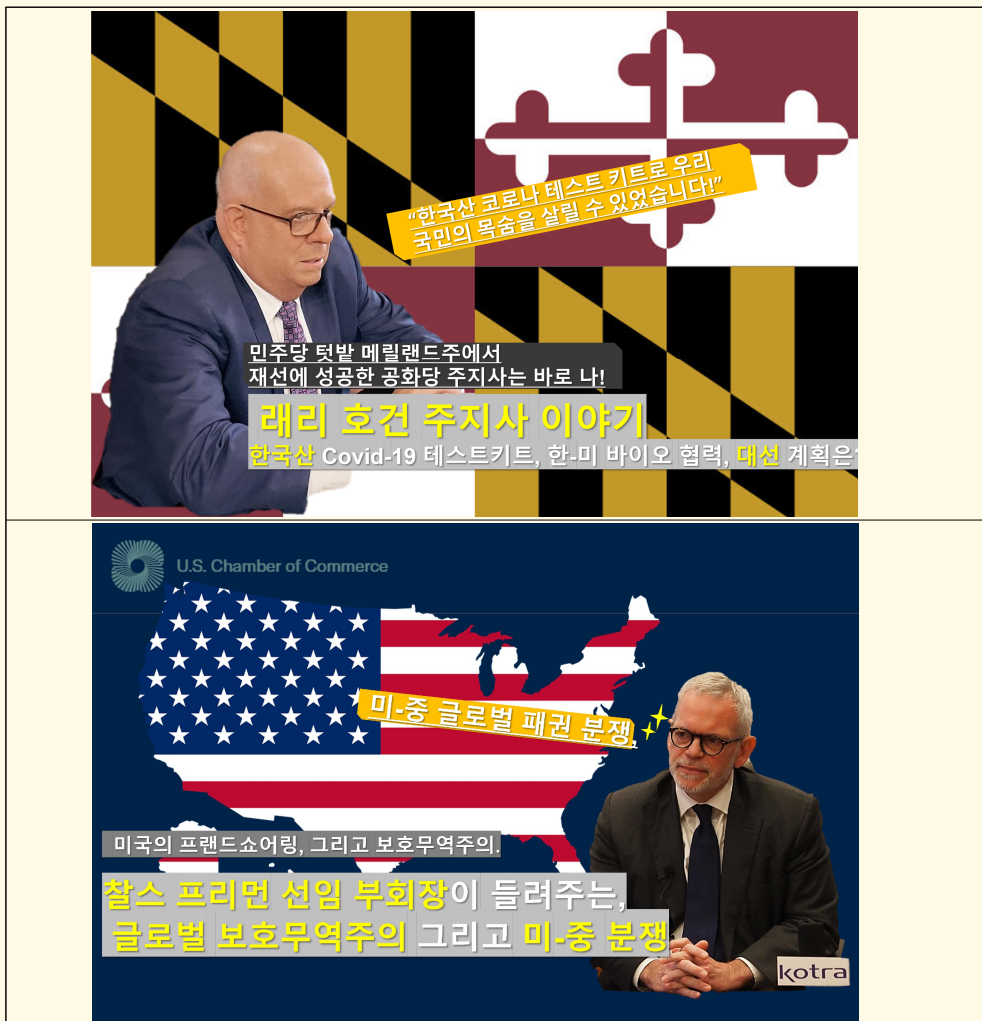 “한국산 코로나 테스트 키트로 우리
국민의 목숨을 살릴 수 있었습니다!”
민주당 텃밭 메릴랜드주에서
재선에 성공한 공화당 주지사는 바로 나!
래리 호건 주지사 이야기
한국산 Covid-19 테스트키트, 한-미 바이오 협력, 대선 계획은
U.S. Chamber of Commerce
미-중 글로벌 패권 분쟁,
미국의 프랜드쇼어링, 그리고 보호무역주의.
찰스 프리먼 선임 부회장이 들려주는,
글로벌 보호무역주의 그리고 미-중 분쟁
kotra